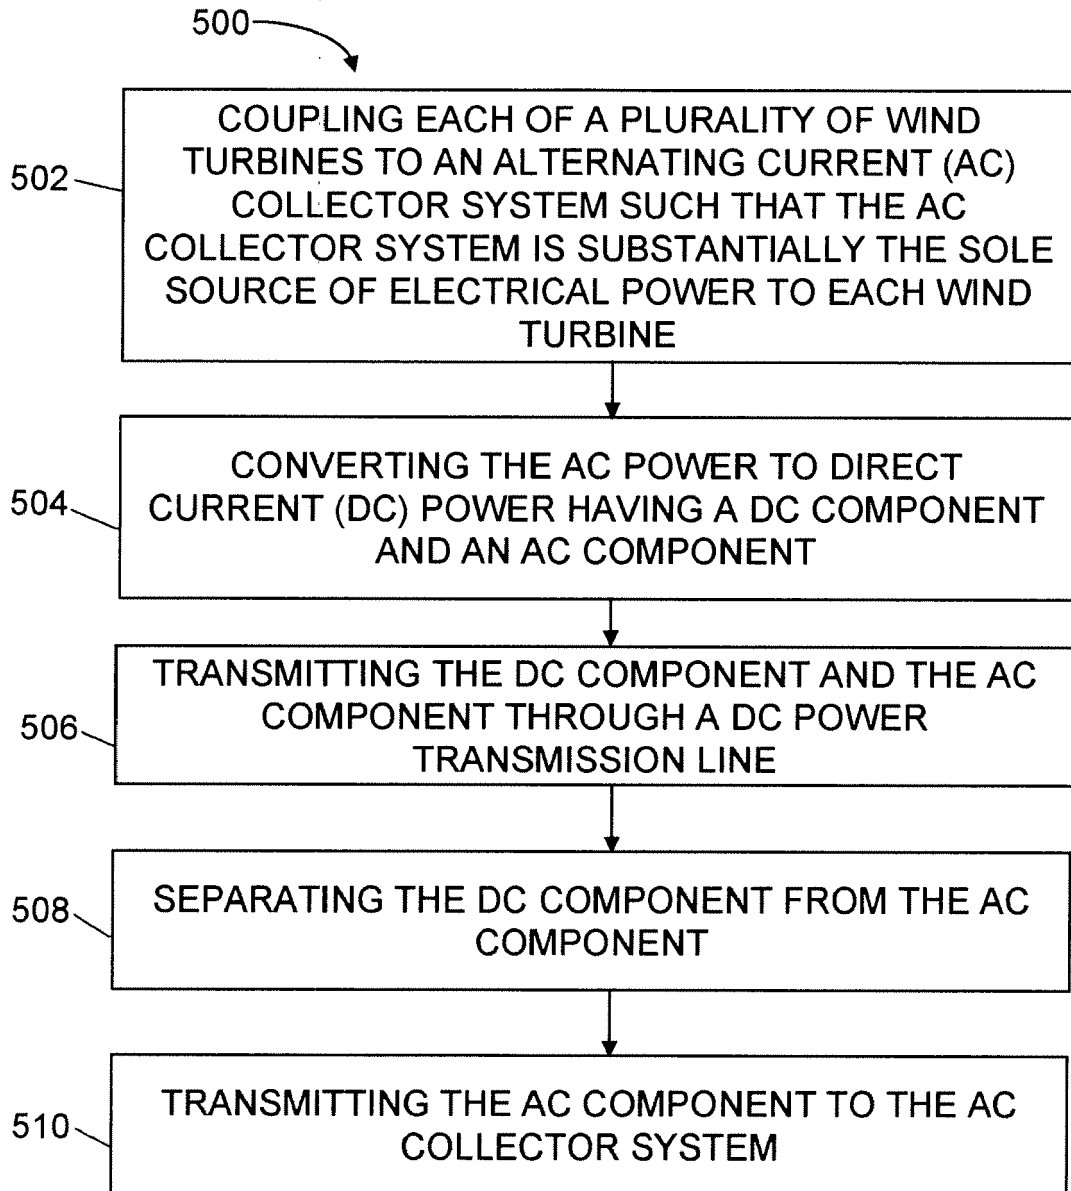 500
502
COUPLING EACH OF A PLURALITY OF WIND
TURBINES TO AN ALTERNATING CURRENT (AC)
COLLECTOR SYSTEM SUCH THAT THE AC
COLLECTOR SYSTEM IS SUBSTANTIALLY THE SOLE
SOURCE OF ELECTRICAL POWER TO EACH WIND
TURBINE
504
CONVERTING THE AC POWER TO DIRECT
CURRENT (DC) POWER HAVING A DC COMPONENT
AND AN AC COMPONENT
506
TRANSMITTING THE DC COMPONENT AND THE AC
COMPONENT THROUGH A DC POWER
TRANSMISSION LINE
508
SEPARATING THE DC COMPONENT FROM THE AC
COMPONENT
510
TRANSMITTING THE AC COMPONENT TO THE AC
COLLECTOR SYSTEM